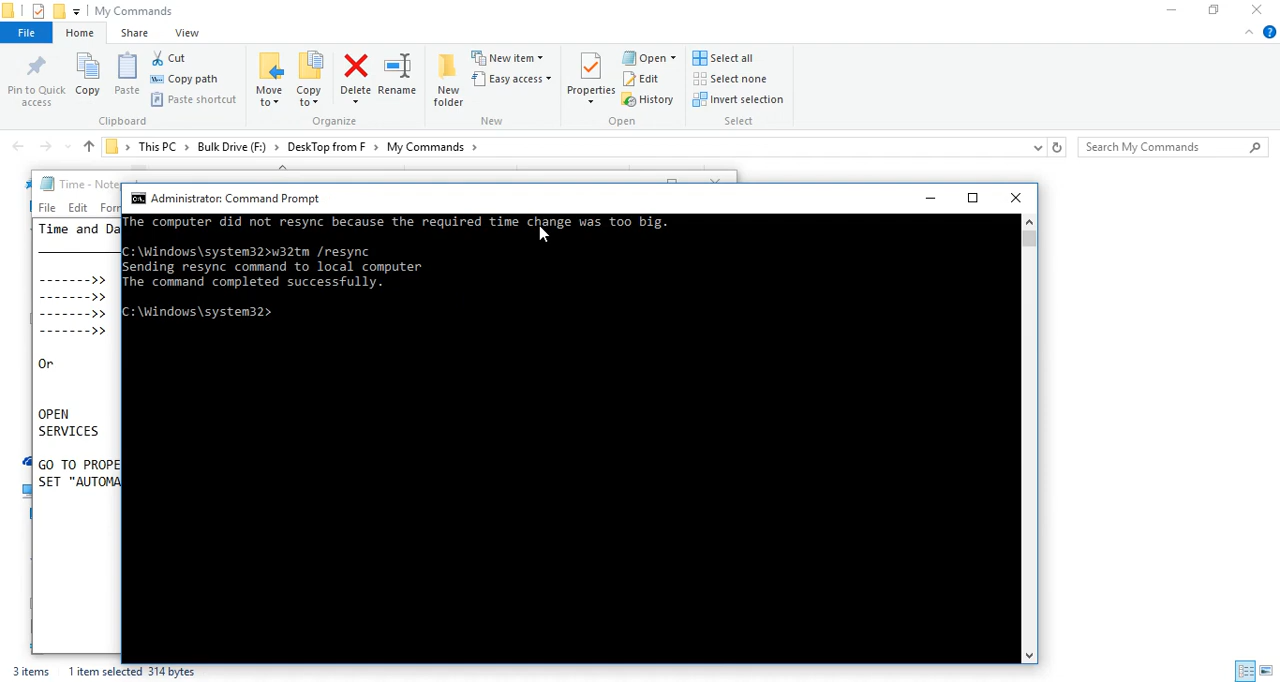 My Commands
File
Home
Share
View
Pin to Quick access
Copy
Paste
Cut
Copy path
Paste shortcut
Clipboard
Move to
Copy to
Delete
Rename
Organize
New folder
New item
Easy access
New
Properties
Open
Edit
History
Open
Select all
Select none
Invert selection
Select
This PC > Bulk Drive (F:) > DeskTop from F > My Commands >
Search My Commands
Time - Note
File Edit Forn
Time and Da
------->>
------->>
------->>
------->>
Or
OPEN
SERVICES
GO TO PROPE
SET "AUTOMA
Administrator: Command Prompt
The computer did not resync because the required time change was too big.
C:\Windows\system32>w32tm /resync
Sending resync command to local computer
The command completed successfully.
C:\Windows\system32>
3 items
1 item selected 314 bytes